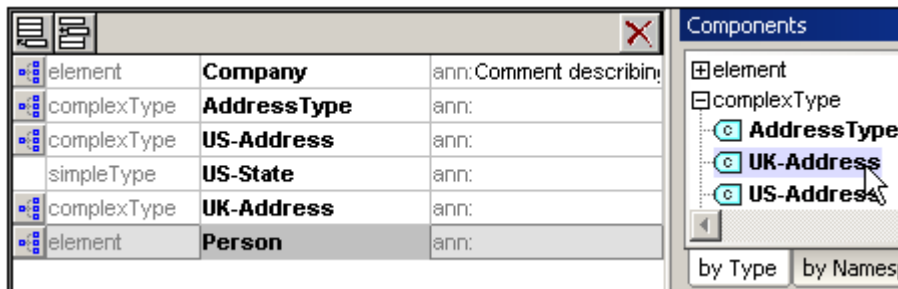 element Company ann:Comment describing
complexType AddressType ann:
complexType US-Address ann:
simpleType US-State ann:
complexType UK-Address ann:
element Person ann:
Components
element
complexType
AddressType
UK-Address
US-Address
by Type by Names